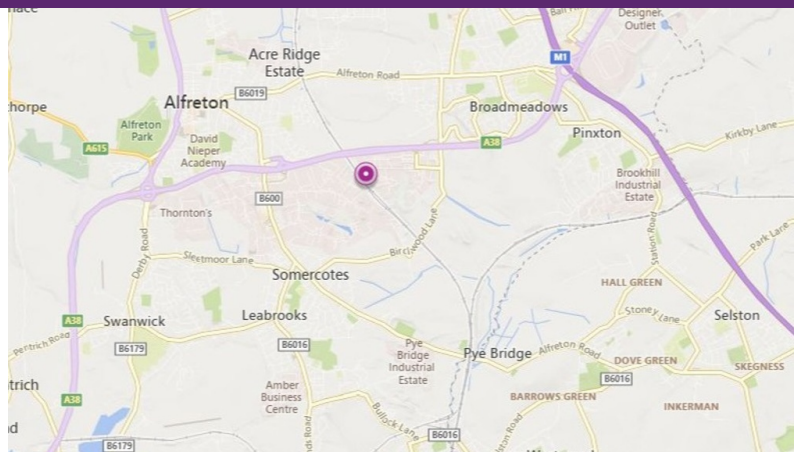 Designer
Outlet
Acre Ridge
Estate
M1
Alfreton Road
B6019
Alfreton
Broadmeadows
Alfreton
Park
David
Nieper
Academy
A615
A38
Pinxton
Kirkby Lane
Brookhill
Industrial
Estate
B600
Thornton's
Derby Road
Sleetmoor Lane
Birchwood Lane
Station Road
Park Lane
Somercotes
HALL GREEN
Leabrooks
Stoney Lane
Selston
A38
Swanwick
Pentrich Road
B6179
B6016
Pye
Bridge
Industrial
Estate
Pye Bridge
Alfreton Road
DOVE GREEN
SKEGNESS
B6016
Amber
Business
Centre
BARROWS GREEN
INKERMAN
A38
Bullock Lane
B6179
B6016